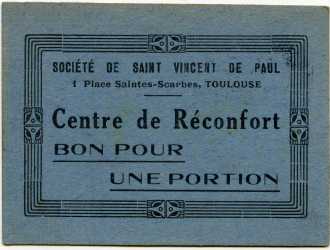 SOCIÉTÉ DE SAINT VINCENT DE PAUL
1 Place Saintes-Scarbes, TOULOUSE
Centre de Réconfort
BON POUR
UNE PORTION